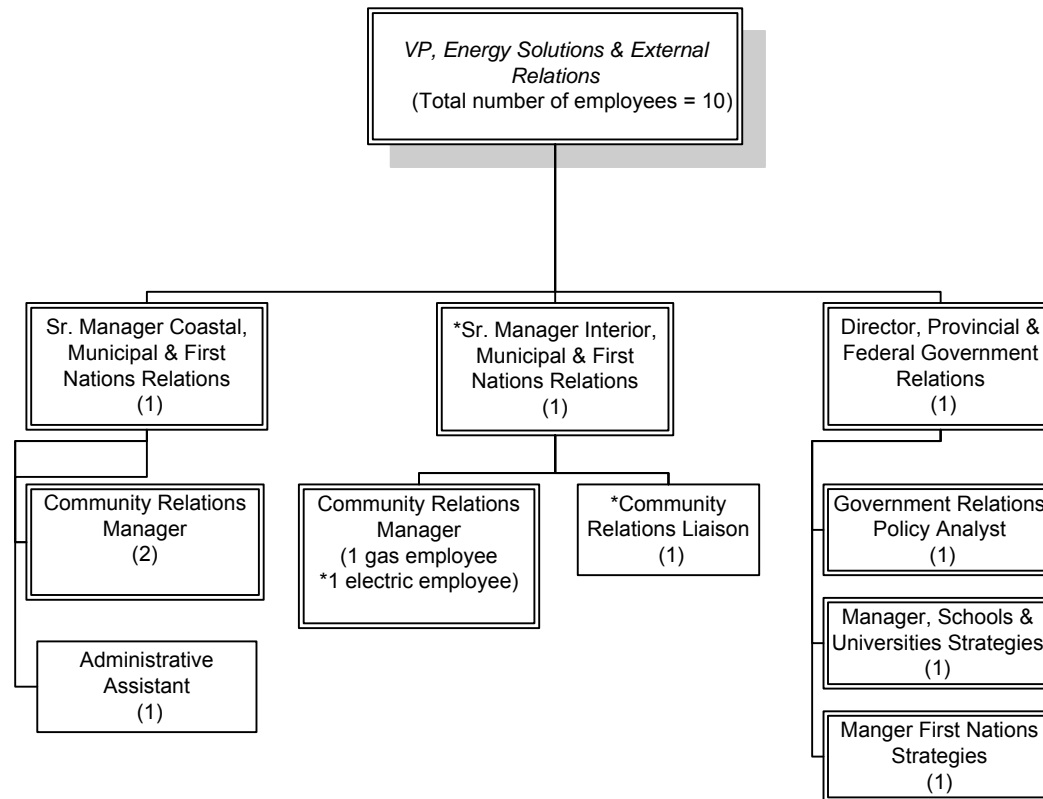 VP, Energy Solutions & External
Relations
(Total number of employees = 10)
Sr. Manager Coastal,
Municipal & First
Nations Relations
(1)
*Sr. Manager Interior,
Municipal & First
Nations Relations
(1)
Director, Provincial &
Federal Government
Relations
(1)
Community Relations
Manager
(2)
Administrative
Assistant
(1)
Community Relations
Manager
(1 gas employee
*1 electric employee)
*Community
Relations Liaison
(1)
Government Relations
Policy Analyst
(1)
Manager, Schools &
Universities Strategies
(1)
Manger First Nations
Strategies
(1)